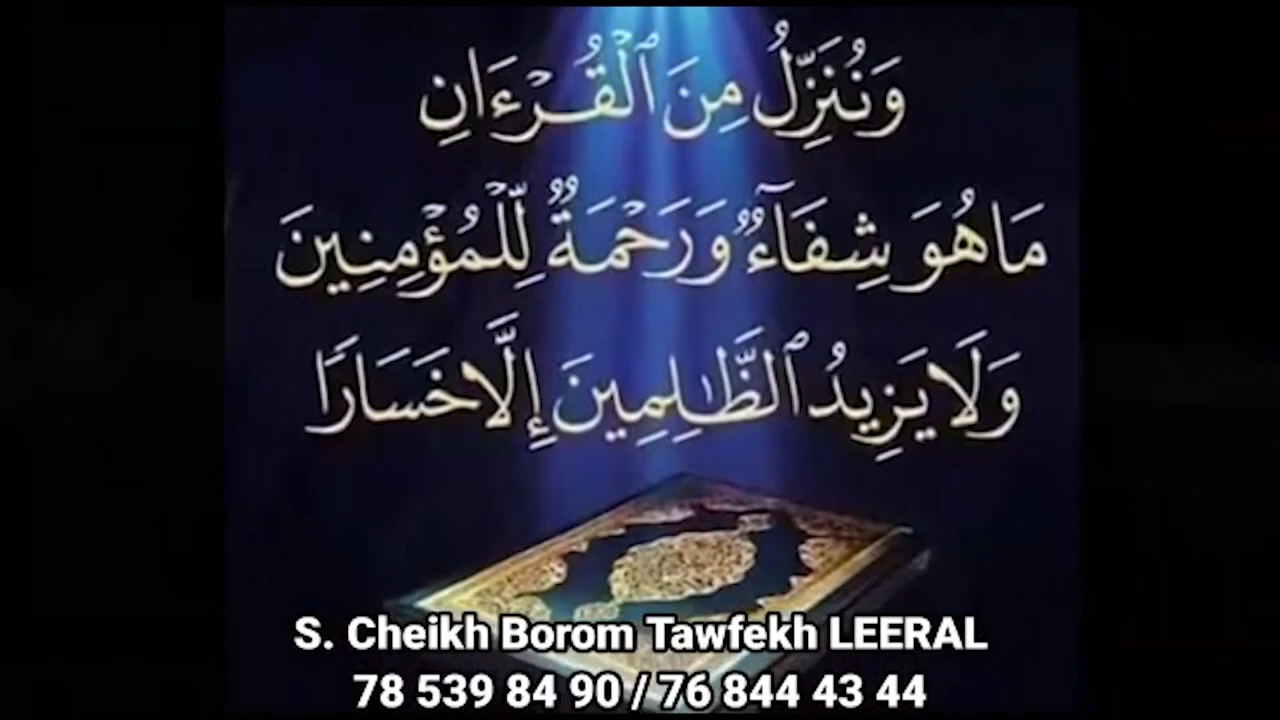 وَنُنَزِّلُ مِنَ ٱلْقُرْءَانِ
مَا هُوَ شِفَآءٌ وَرَحْمَةٌ لِّلْمُؤْمِنِينَ
وَلَا يَزِيدُ ٱلظَّٰلِمِينَ إِلَّا خَسَارًا
S. Cheikh Borom Tawfekh LEERAL
78 539 84 90 / 76 844 43 44